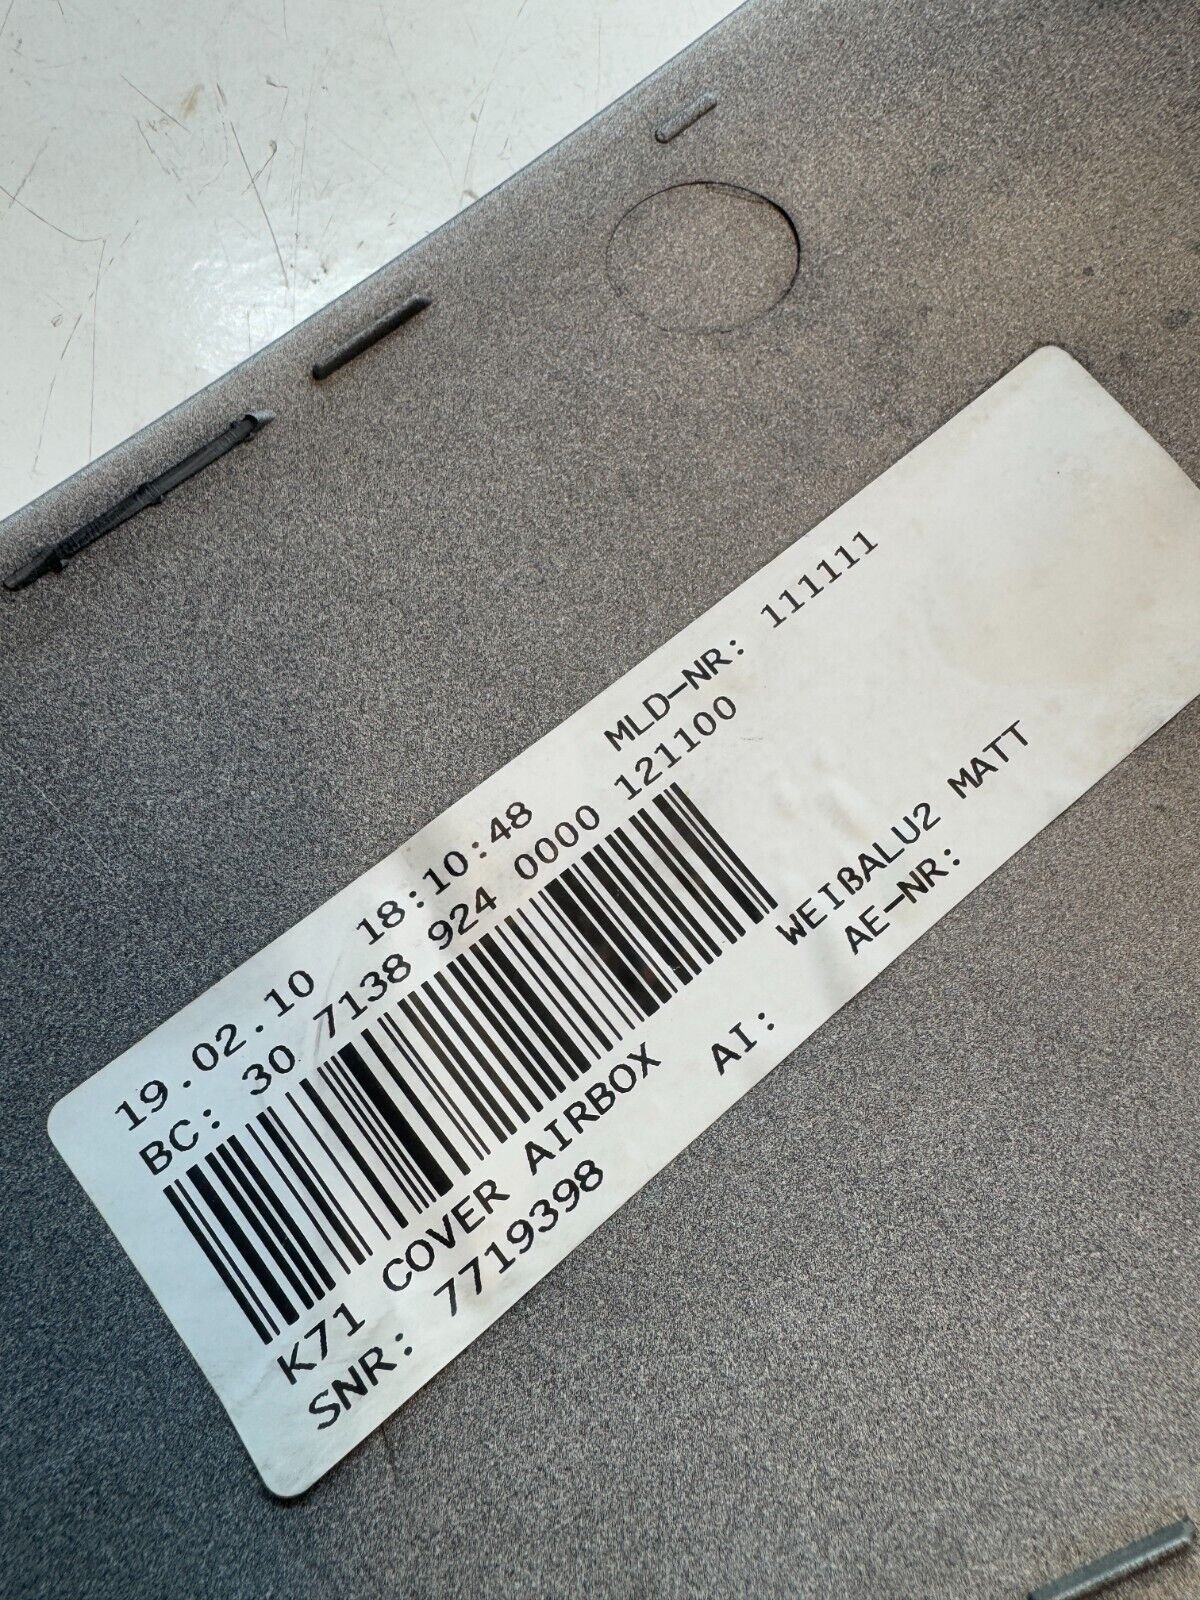 19.02.10 18:10:48 MLD-NR: 111111
BC: 30 7138 924 0000 121100
K71 COVER AIRBOX WEIBALU2 MATT
SNR: 7719398 AI: AE-NR: